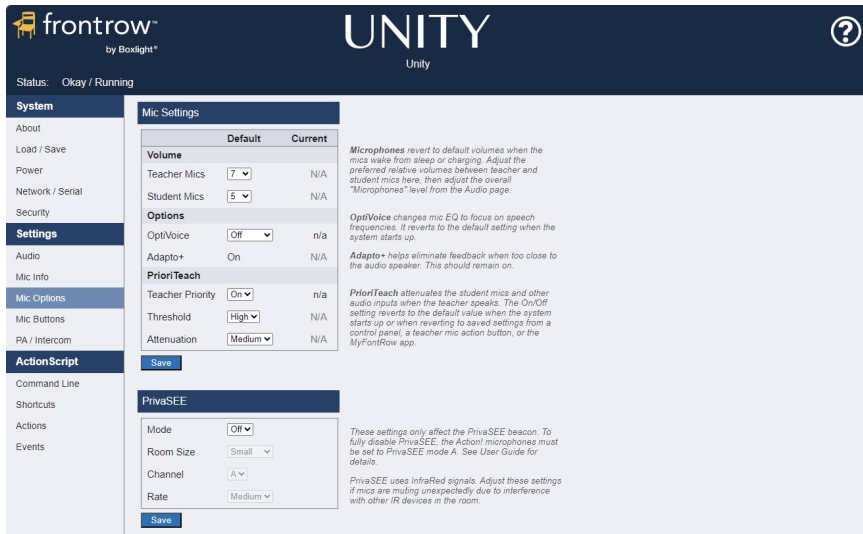 frontrow™
by Boxlight®
UNITY
Unity
?
Status: Okay / Running
System
About
Load / Save
Power
Network / Serial
Security
Settings
Audio
Mic Info
Mic Options
Mic Buttons
PA / Intercom
ActionScript
Command Line
Shortcuts
Actions
Events
Mic Settings
Default Current
Volume
Teacher Mics 7 N/A
Student Mics 5 N/A
Options
OptiVoice Off n/a
Adapto+ On N/A
PrioriTeach
Teacher Priority On n/a
Threshold High N/A
Attenuation Medium N/A
Save
Microphones revert to default volumes when the
mics wake from sleep or charging. Adjust the
preferred relative volumes between teacher and
student mics here, then adjust the overall
"Microphones" level from the Audio page.
OptiVoice changes mic EQ to focus on speech
frequencies. It reverts to the default setting when the
system starts up.
Adapto+ helps eliminate feedback when too close to
the audio speaker. This should remain on.
PrioriTeach attenuates the student mics and other
audio inputs when the teacher speaks. The On/Off
setting reverts to the default value when the system
starts up or when reverting to saved settings from a
control panel, a teacher mic action button, or the
MyFontRow app.
PrivaSEE
Mode Off
Room Size Small
Channel A
Rate Medium
Save
These settings only affect the PrivaSEE beacon. To
fully disable PrivaSEE, the Action! microphones must
be set to PrivaSEE mode A. See User Guide for
details.
PrivaSEE uses InfraRed signals. Adjust these settings
if mics are muting unexpectedly due to interference
with other IR devices in the room.